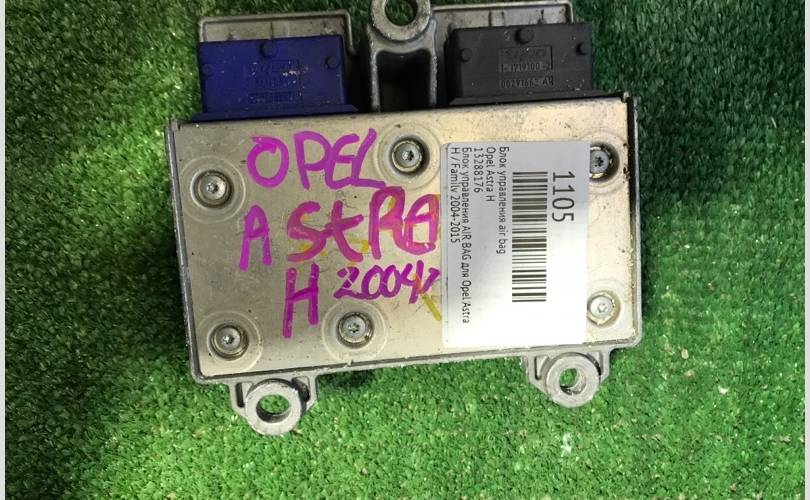 OPEL
AStRA
H 2004г
1105
Блок управления air bag
Opel Astra H
13288176
Блок управления AIR BAG для Opel Astra
H / Family 2004-2015